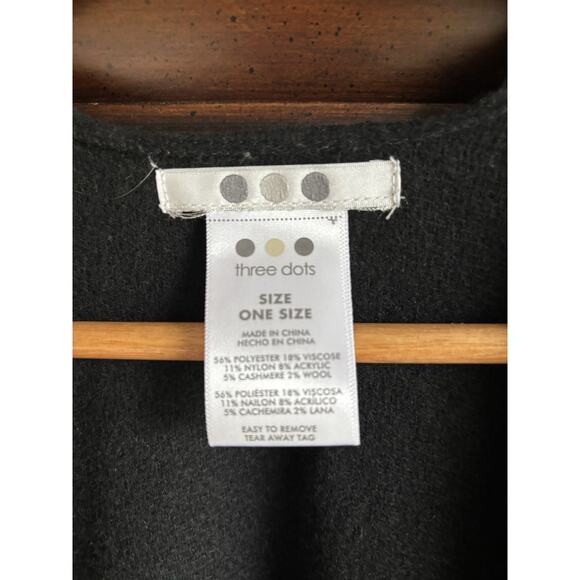 three dots
SIZE
ONE SIZE
MADE IN CHINA
HECHO EN CHINA
56% POLYESTER 18% VISCOSE
11% NYLON 8% ACRYLIC
5% CASHMERE 2% WOOL
56% POLIÉSTER 18% VISCOSA
11% NAILON 8% ACRÍLICO
5% CACHEMIRA 2% LANA
EASY TO REMOVE
TEAR AWAY TAG